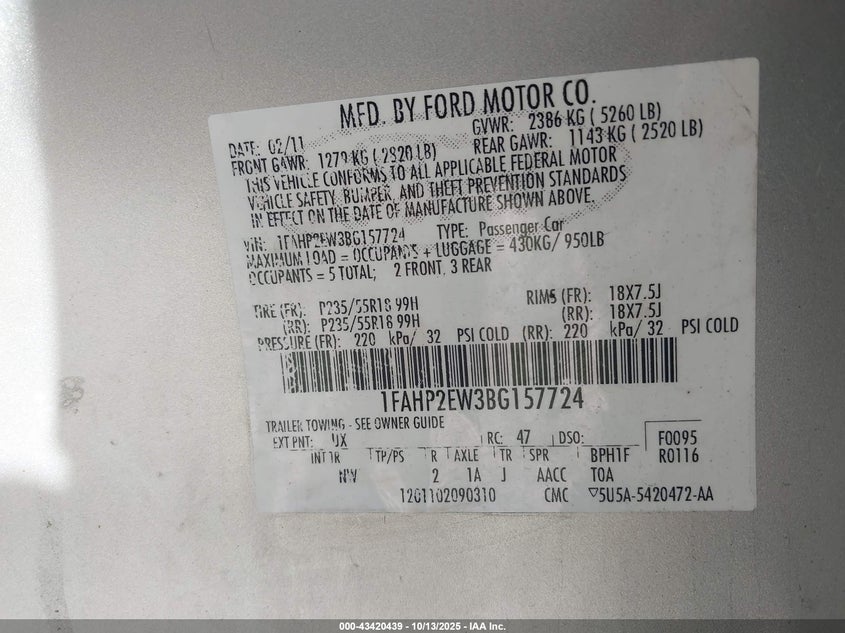 MFD. BY FORD MOTOR CO.
DATE: 02/11 GVWR: 2386 KG ( 5260 LB)
FRONT GAWR: 1279 KG ( 2820 LB) REAR GAWR: 1143 KG ( 2520 LB)
THIS VEHICLE CONFORMS TO ALL APPLICABLE FEDERAL MOTOR
VEHICLE SAFETY, BUMPER, AND THEFT PREVENTION STANDARDS
IN EFFECT ON THE DATE OF MANUFACTURE SHOWN ABOVE.
VIN: 1FAHP2EW3BG157724 TYPE: Passenger Car
MAXIMUM LOAD = OCCUPANTS + LUGGAGE = 430KG/ 950LB
OCCUPANTS = 5 TOTAL; 2 FRONT, 3 REAR
TIRE (FR): P235/55R18 99H RIMS (FR): 18X7.5J
(RR): P235/55R18 99H (RR): 18X7.5J
PRESSURE (FR): 220 kPa/ 32 PSI COLD (RR): 220 kPa/ 32 PSI COLD
1FAHP2EW3BG157724
TRAILER TOWING - SEE OWNER GUIDE
EXT PNT: UX RC: 47 DSO: F0095
INT TR TP/PS R AXLE TR SPR BPH1F R0116
NW 2 1A J AACC TOA
1201102090310 CMC ▽5U5A-5420472-AA
000-43420439 - 10/13/2025 - IAA Inc.